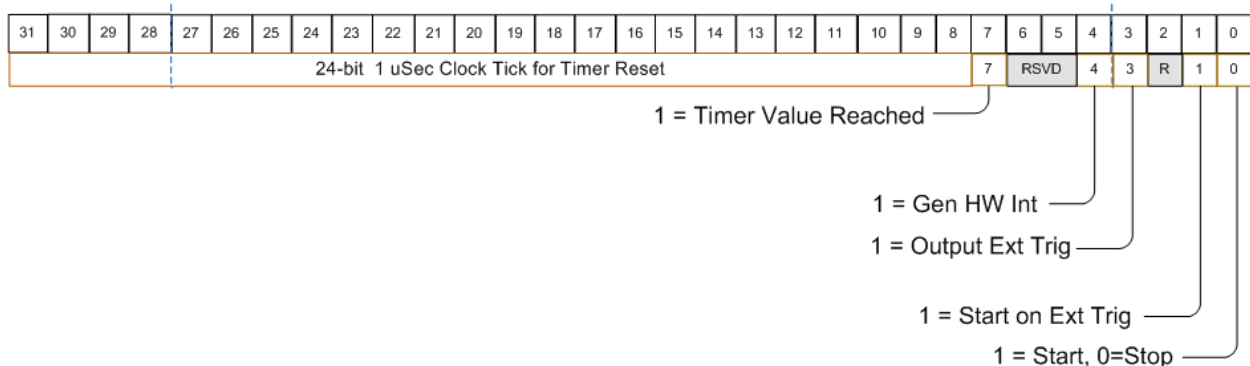 31 30 29 28 27 26 25 24 23 22 21 20 19 18 17 16 15 14 13 12 11 10 9 8 7 6 5 4 3 2 1 0
24-bit 1 uSec Clock Tick for Timer Reset 7 RSVD 4 3 R 1 0
1 = Timer Value Reached
1 = Gen HW Int
1 = Output Ext Trig
1 = Start on Ext Trig
1 = Start, 0=Stop